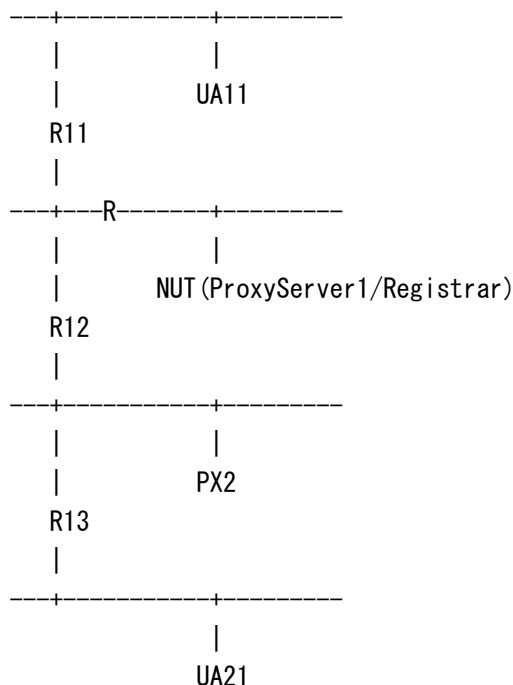 UA11
R11
R
NUT(ProxyServer1/Registrar)
R12
PX2
R13
UA21